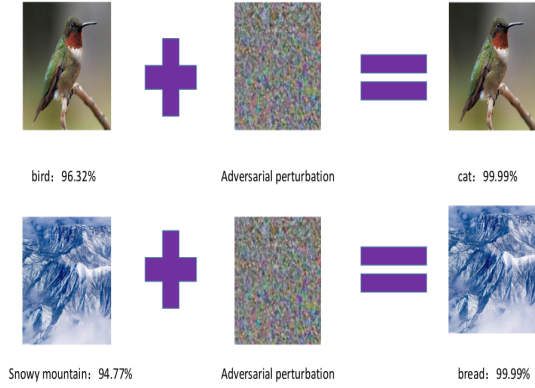 bird：96.32%
Adversarial perturbation
cat：99.99%
Snowy mountain：94.77%
Adversarial perturbation
bread：99.99%